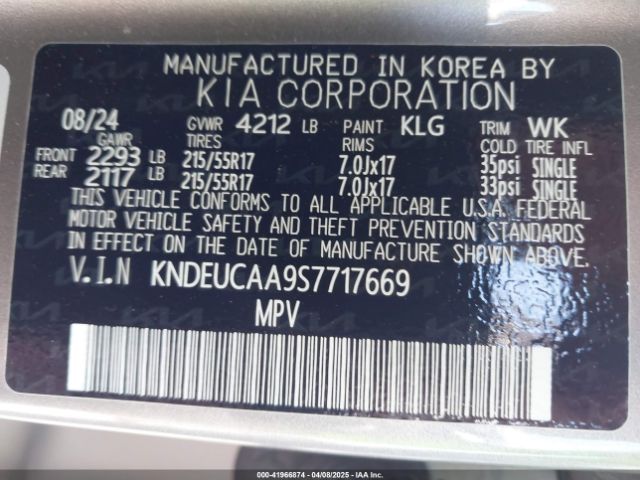 MANUFACTURED IN KOREA BY
KIA CORPORATION
08/24 GVWR 4212 LB PAINT KLG TRIM WK
GAWR TIRES RIMS COLD TIRE INFL
FRONT 2293 LB 215/55R17 7.0Jx17 35psi SINGLE
REAR 2117 LB 215/55R17 7.0Jx17 33psi SINGLE
THIS VEHICLE CONFORMS TO ALL APPLICABLE U.S.A. FEDERAL
MOTOR VEHICLE SAFETY AND THEFT PREVENTION STANDARDS
IN EFFECT ON THE DATE OF MANUFACTURE SHOWN ABOVE.
V.I.N KNDEUCAA9S7717669
MPV
000-41966874 - 04/08/2025 - IAA, Inc.